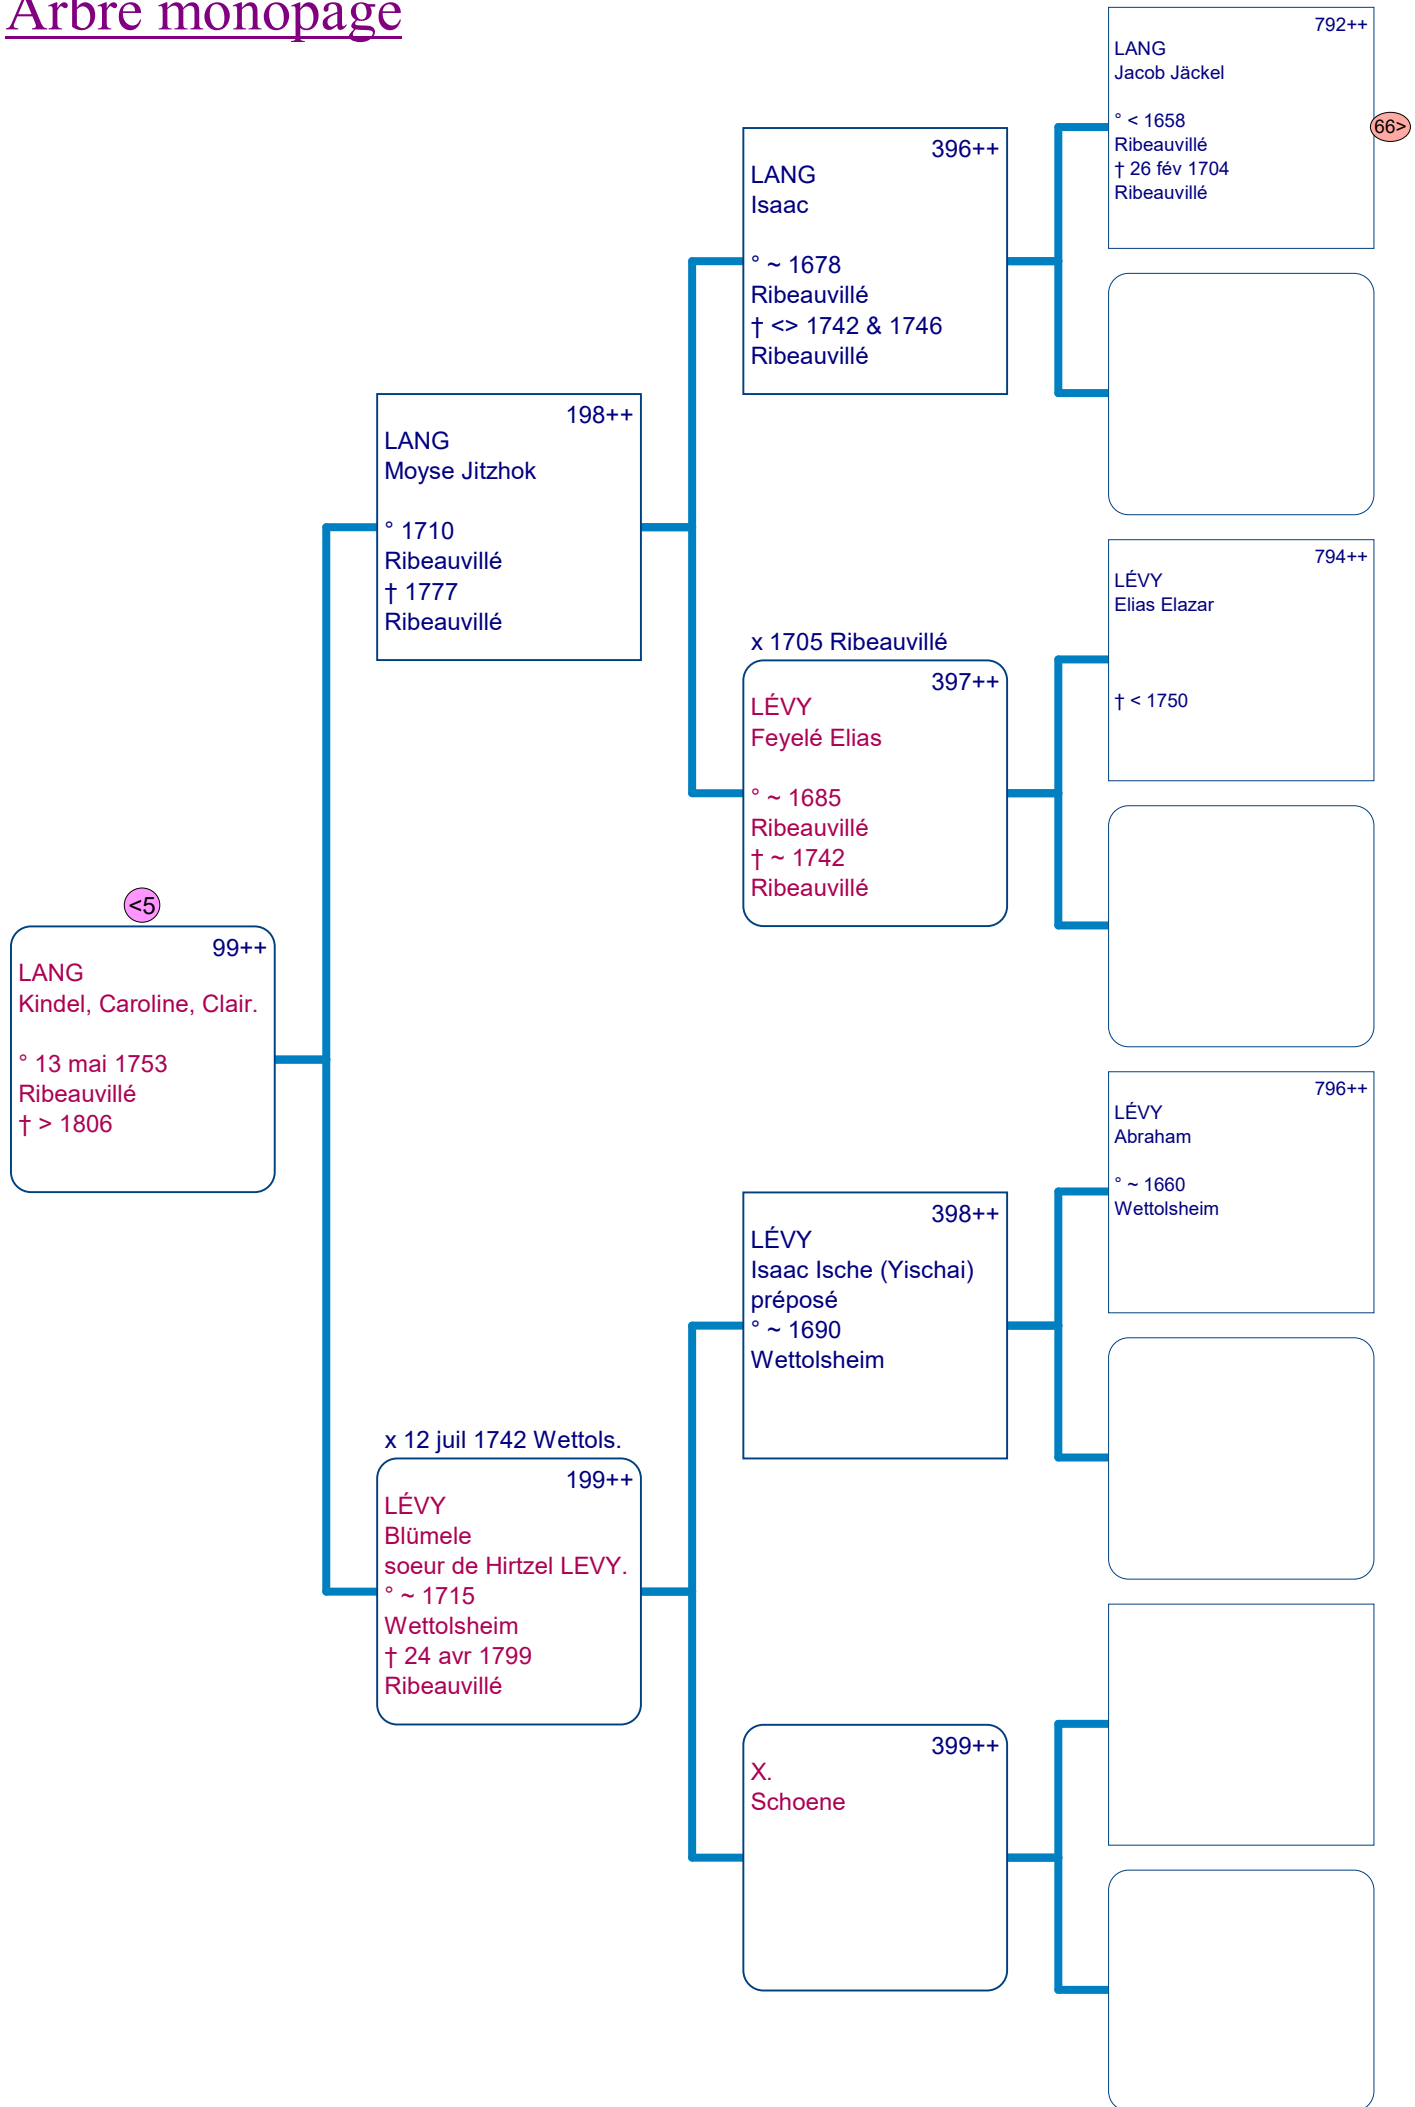 Arbre monopage
792++
LANG
Jacob Jäckel
° < 1658
Ribeauvillé
† 26 fév 1704
Ribeauvillé
66>
396++
LANG
Isaac
° ~ 1678
Ribeauvillé
† <> 1742 & 1746
Ribeauvillé
198++
LANG
Moyse Jitzhok
° 1710
Ribeauvillé
† 1777
Ribeauvillé
794++
LÉVY
Elias Elazar
† < 1750
x 1705 Ribeauvillé
397++
LÉVY
Feyelé Elias
° ~ 1685
Ribeauvillé
† ~ 1742
Ribeauvillé
<5
99++
LANG
Kindel, Caroline, Clair.
° 13 mai 1753
Ribeauvillé
† > 1806
796++
LÉVY
Abraham
° ~ 1660
Wettolsheim
398++
LÉVY
Isaac Ische (Yischai)
préposé
° ~ 1690
Wettolsheim
x 12 juil 1742 Wettols.
199++
LÉVY
Blümele
soeur de Hirtzel LEVY.
° ~ 1715
Wettolsheim
† 24 avr 1799
Ribeauvillé
399++
X.
Schoene